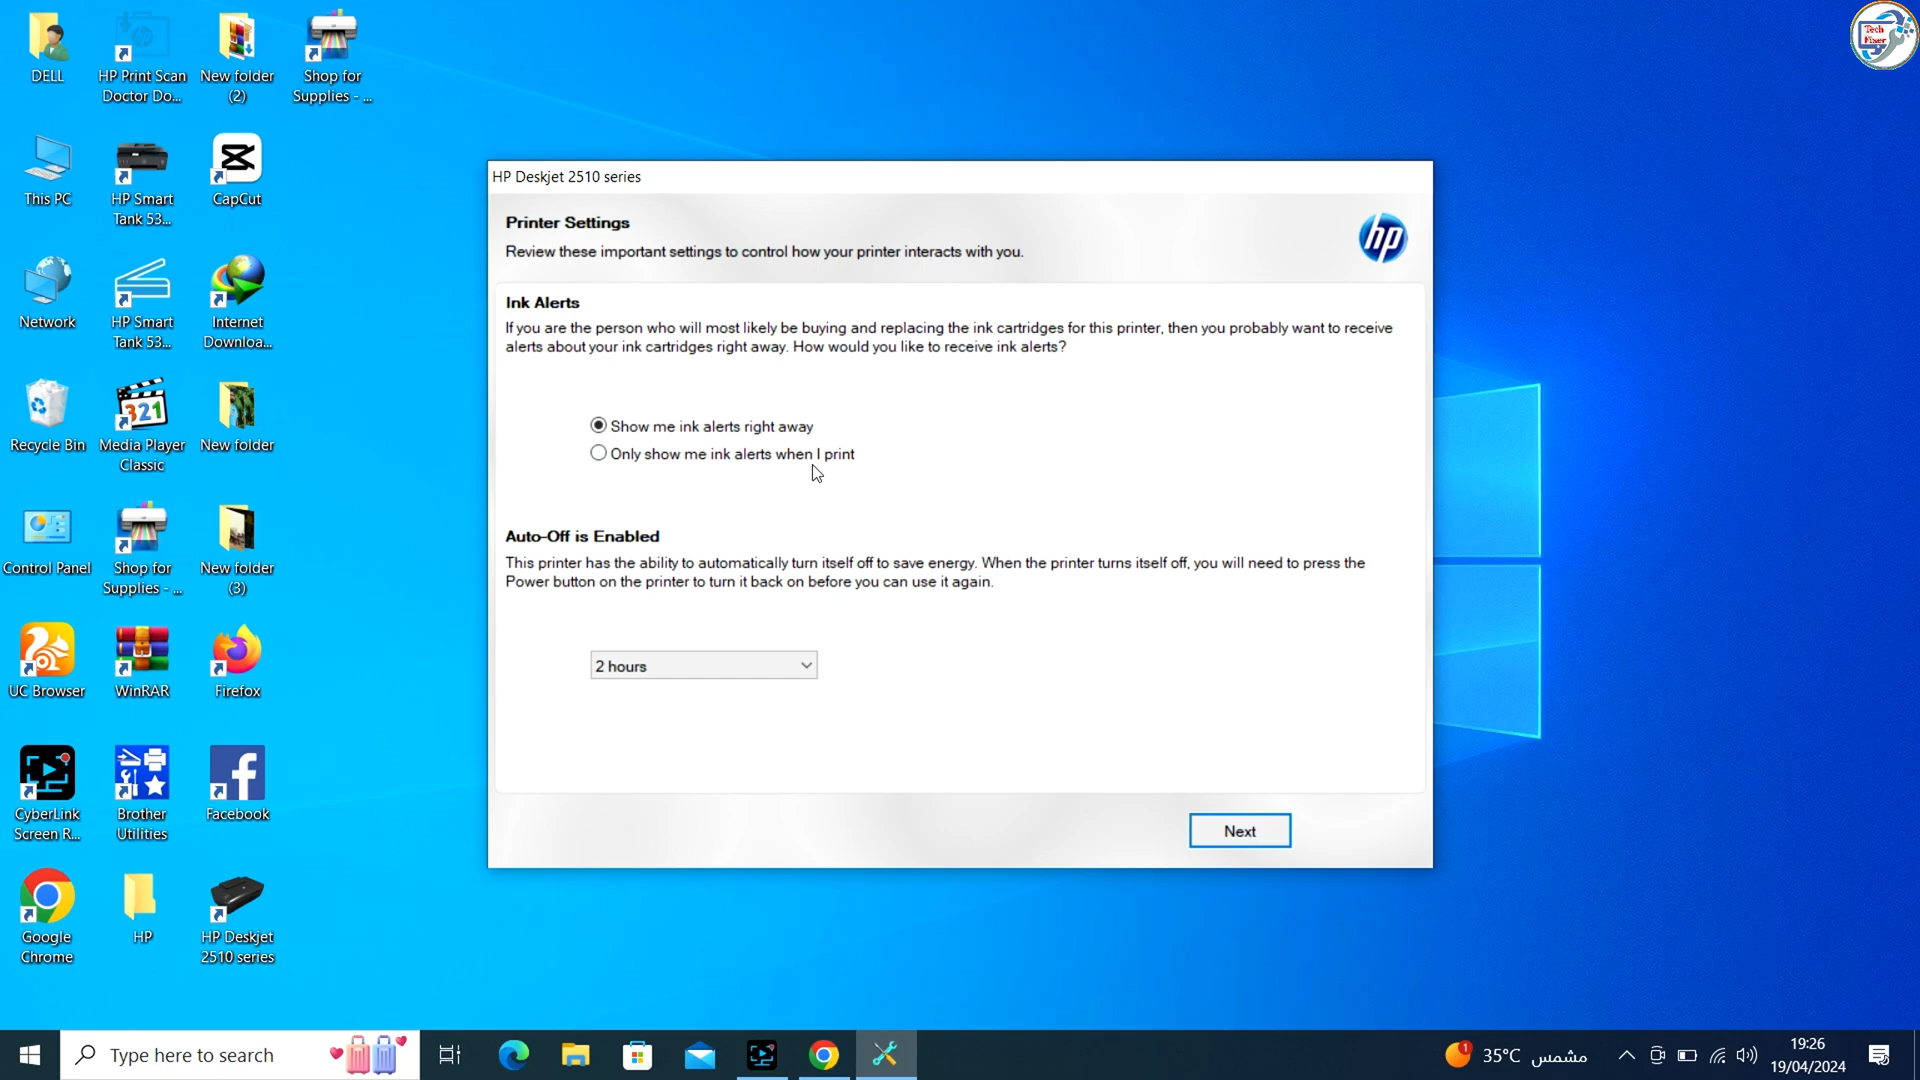 DELL
HP Print Scan
Doctor Do...
New folder
(2)
Shop for
Supplies - ...
This PC
HP Smart
Tank 53...
CapCut
Network
HP Smart
Tank 53...
Internet
Downloa...
Recycle Bin
321
Media Player
Classic
New folder
Control Panel
Shop for
Supplies - ...
New folder
(3)
UC Browser
WinRAR
Firefox
CyberLink
Screen R...
Brother
Utilities
Facebook
Google
Chrome
HP
HP Deskjet
2510 series
Tech
Fixer
HP Deskjet 2510 series
Printer Settings
Review these important settings to control how your printer interacts with you.
hp
Ink Alerts
If you are the person who will most likely be buying and replacing the ink cartridges for this printer, then you probably want to receive
alerts about your ink cartridges right away. How would you like to receive ink alerts?
Show me ink alerts right away
Only show me ink alerts when I print
Auto-Off is Enabled
This printer has the ability to automatically turn itself off to save energy. When the printer turns itself off, you will need to press the
Power button on the printer to turn it back on before you can use it again.
2 hours
Next
Type here to search
1
35°C مشمس
19:26
19/04/2024